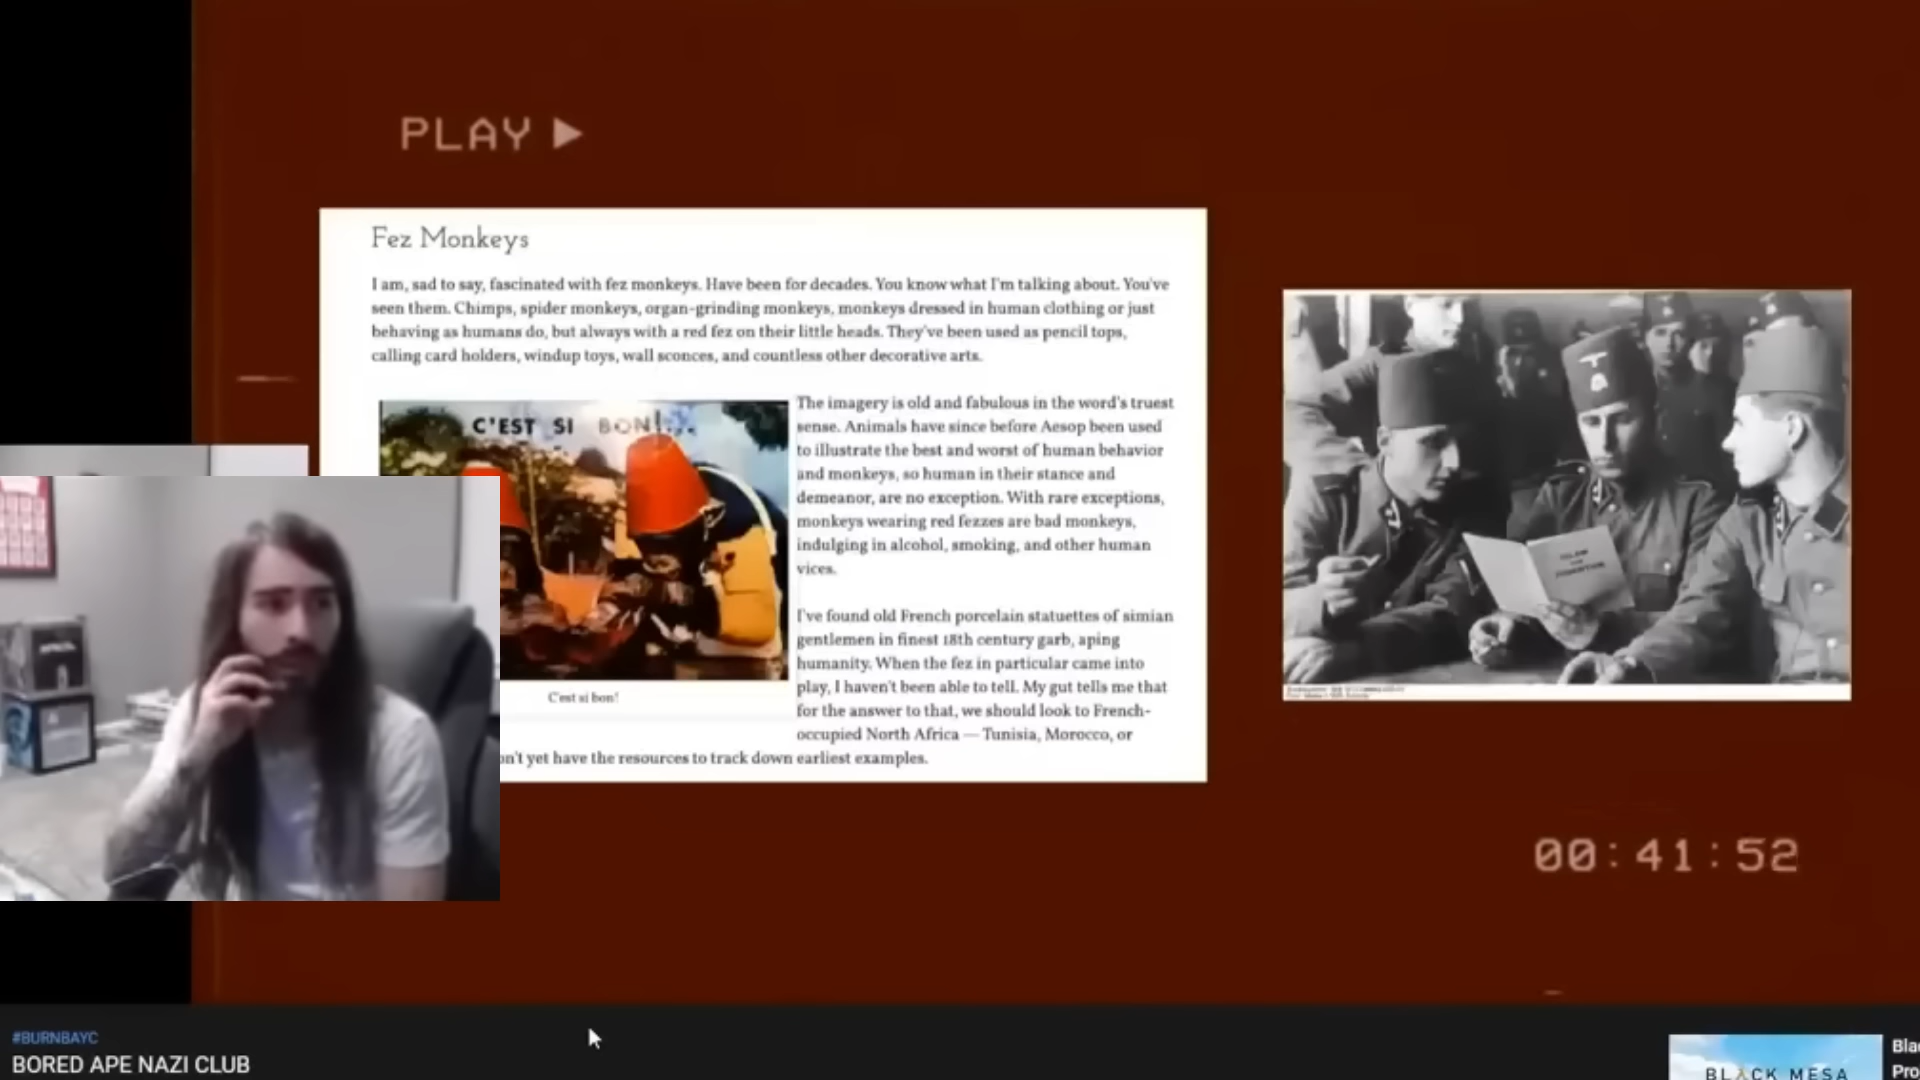 PLAY
Fez Monkeys
I am, sad to say, fascinated with fez monkeys. Have been for decades. You know what I'm talking about. You've
seen them. Chimps, spider monkeys, organ-grinding monkeys, monkeys dressed in human clothing or just
behaving as humans do, but always with a red fez on their little heads. They've been used as pencil tops,
calling card holders, windup toys, wall sconces, and countless other decorative arts.
C'EST SI BON!
C'est si bon!
The imagery is old and fabulous in the word's truest
sense. Animals have since before Aesop been used
to illustrate the best and worst of human behavior
and monkeys, so human in their stance and
demeanor, are no exception. With rare exceptions,
monkeys wearing red fezzes are bad monkeys,
indulging in alcohol, smoking, and other human
vices.
I've found old French porcelain statuettes of simian
gentlemen in finest 18th century garb, aping
humanity. When the fez in particular came into
play, I haven't been able to tell. My gut tells me that
for the answer to that, we should look to French-
occupied North Africa — Tunisia, Morocco, or
on't yet have the resources to track down earliest examples.
00:41:52
#BURNBAYC
BORED APE NAZI CLUB
BLACK MESA
Bla
Pro